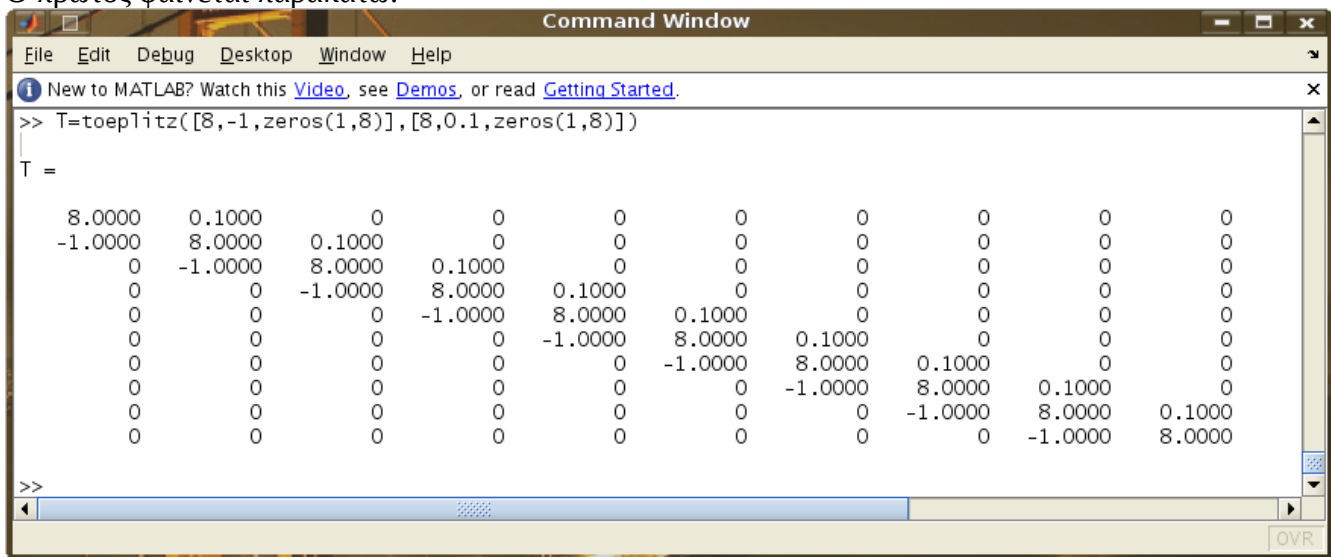 Ο πρώτος φαίνεται παρακάτω.
Command Window
File Edit Debug Desktop Window Help
New to MATLAB? Watch this Video, see Demos, or read Getting Started.
>> T=toeplitz([8,-1,zeros(1,8)],[8,0.1,zeros(1,8)])
T =
8.0000 0.1000 0 0 0 0 0 0 0 0
-1.0000 8.0000 0.1000 0 0 0 0 0 0 0
0 -1.0000 8.0000 0.1000 0 0 0 0 0 0
0 0 -1.0000 8.0000 0.1000 0 0 0 0 0
0 0 0 -1.0000 8.0000 0.1000 0 0 0 0
0 0 0 0 -1.0000 8.0000 0.1000 0 0 0
0 0 0 0 0 -1.0000 8.0000 0.1000 0 0
0 0 0 0 0 0 -1.0000 8.0000 0.1000 0
0 0 0 0 0 0 0 -1.0000 8.0000 0.1000
0 0 0 0 0 0 0 0 -1.0000 8.0000
>>
OVR